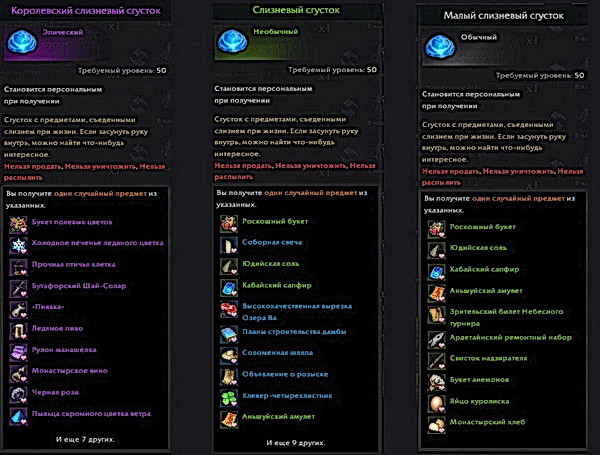 Королевский слизневый сгусток
Эпический
Требуемый уровень: 50
Становится персональным
при получении
Сгусток с предметами, съеденными
слизнем при жизни. Если засунуть руку
внутрь, можно найти что-нибудь
интересное.
Нельзя продать, Нельзя уничтожить, Нельзя
распылить
Вы получите один случайный предмет из
указанных.
Букет полевых цветов
Холодное печенье ледяного цветка
Прочная птичья клетка
Бутафорский Шай-Солар
«Пиявка»
Ледяное пиво
Рулон манашелка
Монастырское вино
Черная роза
Пыльца скромного цветка ветра
И еще 7 других.
Слизневый сгусток
Необычный
Требуемый уровень: 50
Становится персональным
при получении
Сгусток с предметами, съеденными
слизнем при жизни. Если засунуть руку
внутрь, можно найти что-нибудь
интересное.
Нельзя продать, Нельзя уничтожить, Нельзя
распылить
Вы получите один случайный предмет из
указанных.
Роскошный букет
Соборная свеча
Юдийская соль
Кабайский сапфир
Высококачественная вырезка
Озера Ва
Планы строительства дамбы
Соломенная шляпа
Объявление о розыске
Клевер-четырехлистник
Аньшуйский амулет
И еще 9 других.
Малый слизневый сгусток
Обычный
Требуемый уровень: 50
Становится персональным
при получении
Сгусток с предметами, съеденными
слизнем при жизни. Если засунуть руку
внутрь, можно найти что-нибудь
интересное.
Нельзя продать, Нельзя уничтожить, Нельзя
распылить
Вы получите один случайный предмет из
указанных.
Роскошный букет
Юдийская соль
Кабайский сапфир
Аньшуйский амулет
Зрительский билет Небесного
турнира
Ардетайнский ремонтный набор
Свисток надзирателя
Букет анемонов
Яйцо куролиска
Монастырский хлеб